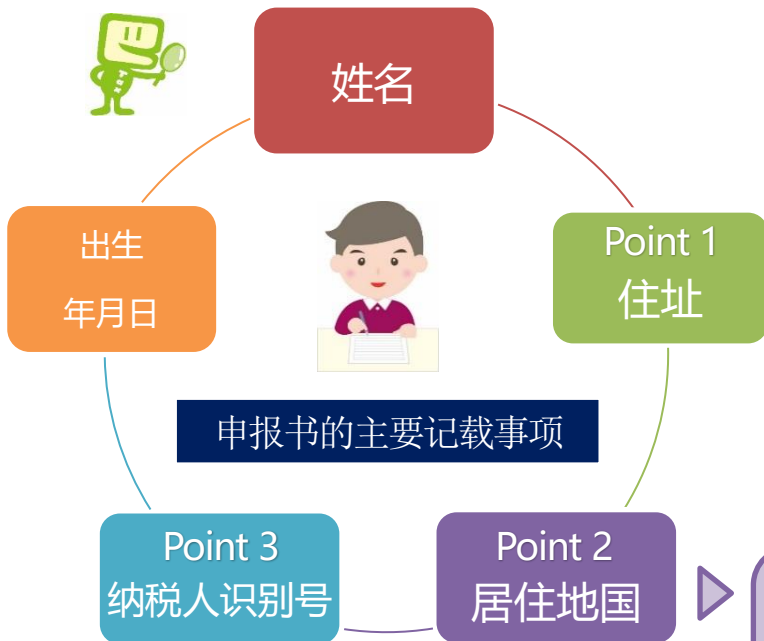 姓名
出生
年月日
Point 1
住址
申报书的主要记载事项
Point 3
纳税人识别号
Point 2
居住地国